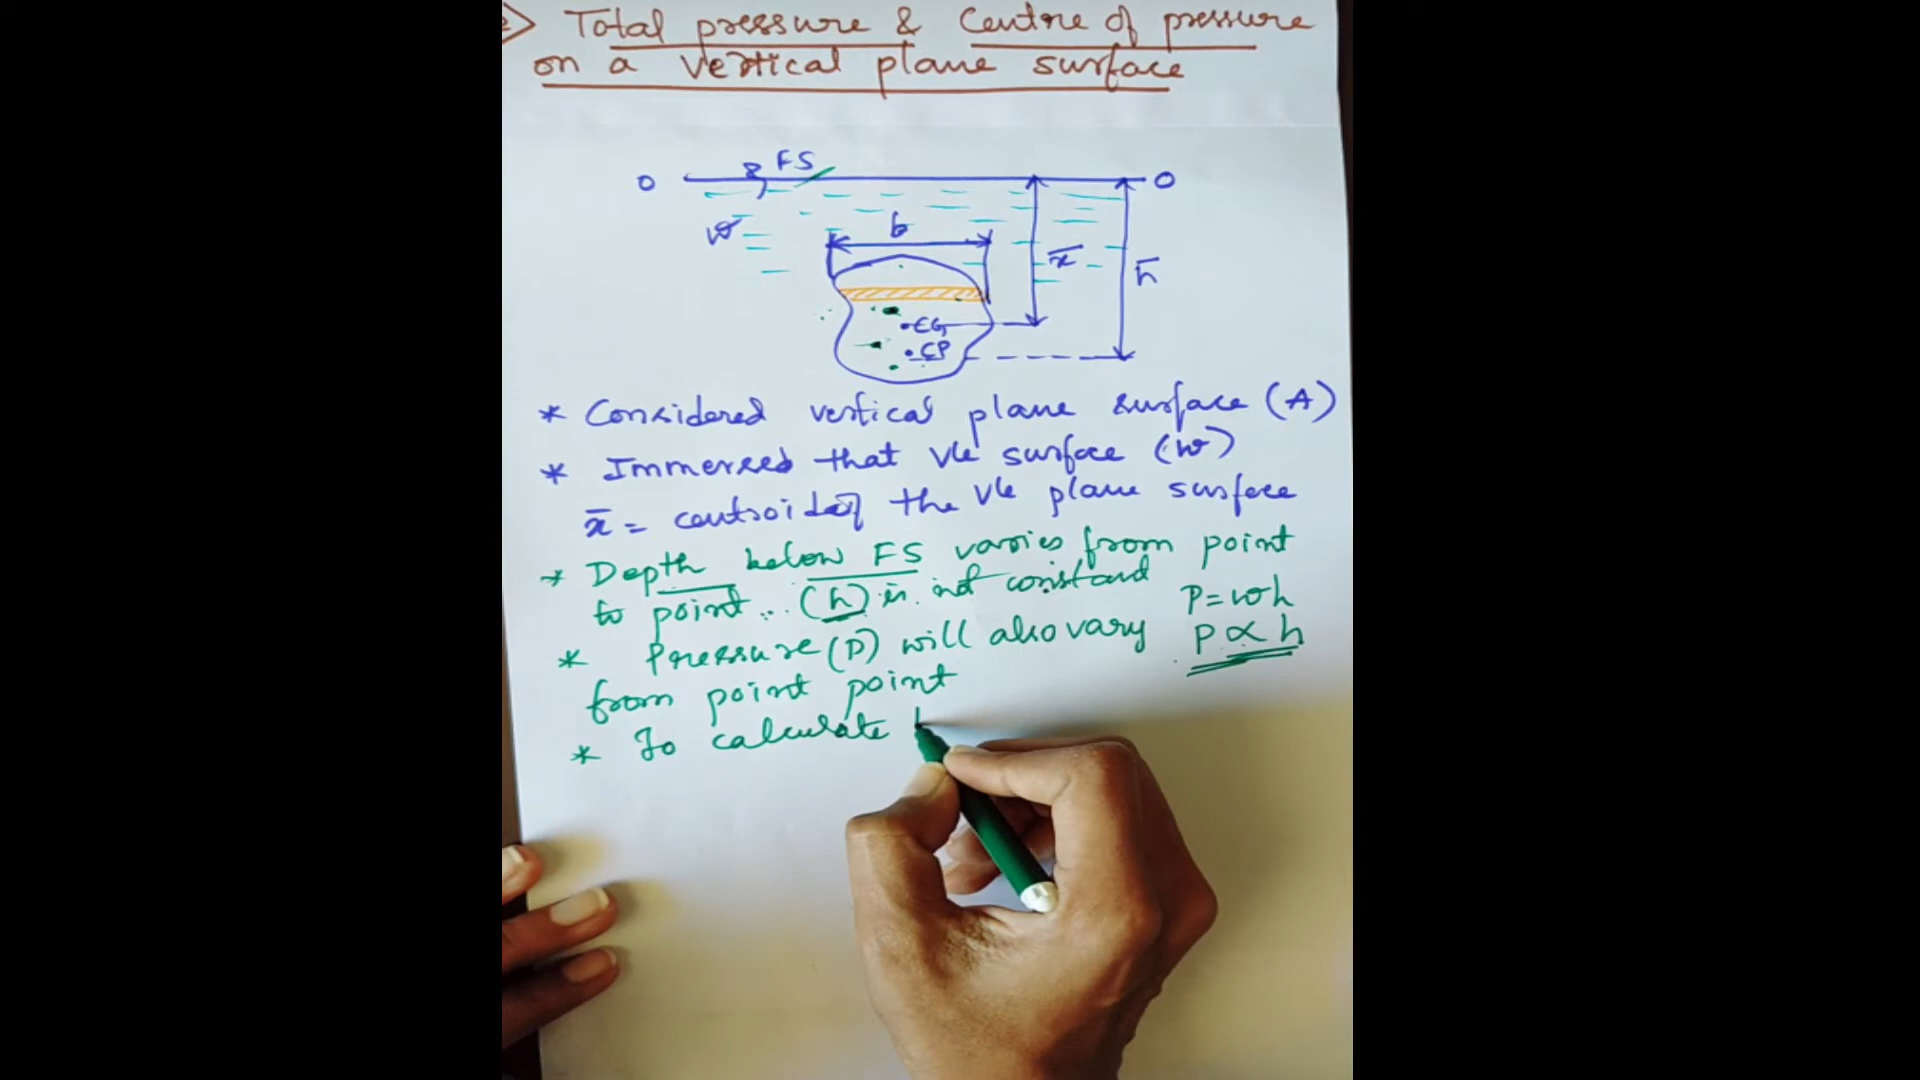 Total pressure & Centre of pressure
on a vertical plane surface
FS
O
O
w
b
x̄
h̄
CG
CP
* Considered vertical plane surface (A)
* Immersed that Vle surface (w)
x̄ = centroid of the Vle plane surface
* Depth below FS varies from point
to point .. (h) is not constand
P = wh
* Pressure (P) will also vary
P ∝ h
from point point
* To calculate